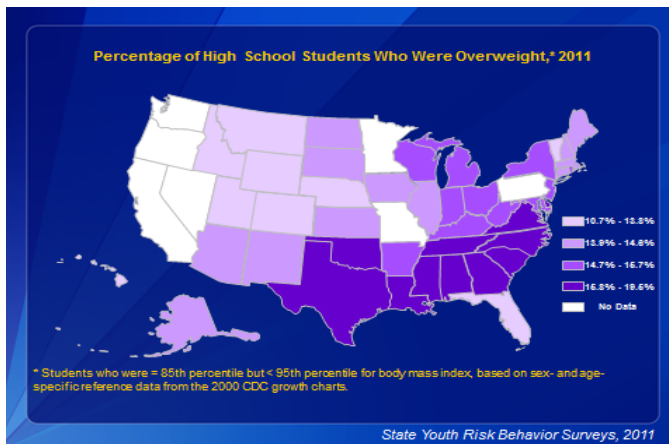 Percentage of High School Students Who Were Overweight,* 2011
10.7% - 13.8%
13.9% - 14.6%
14.7% - 15.7%
15.8% - 19.5%
No Data
* Students who were = 85th percentile but < 95th percentile for body mass index, based on sex- and age-
specific reference data from the 2000 CDC growth charts.
State Youth Risk Behavior Surveys, 2011